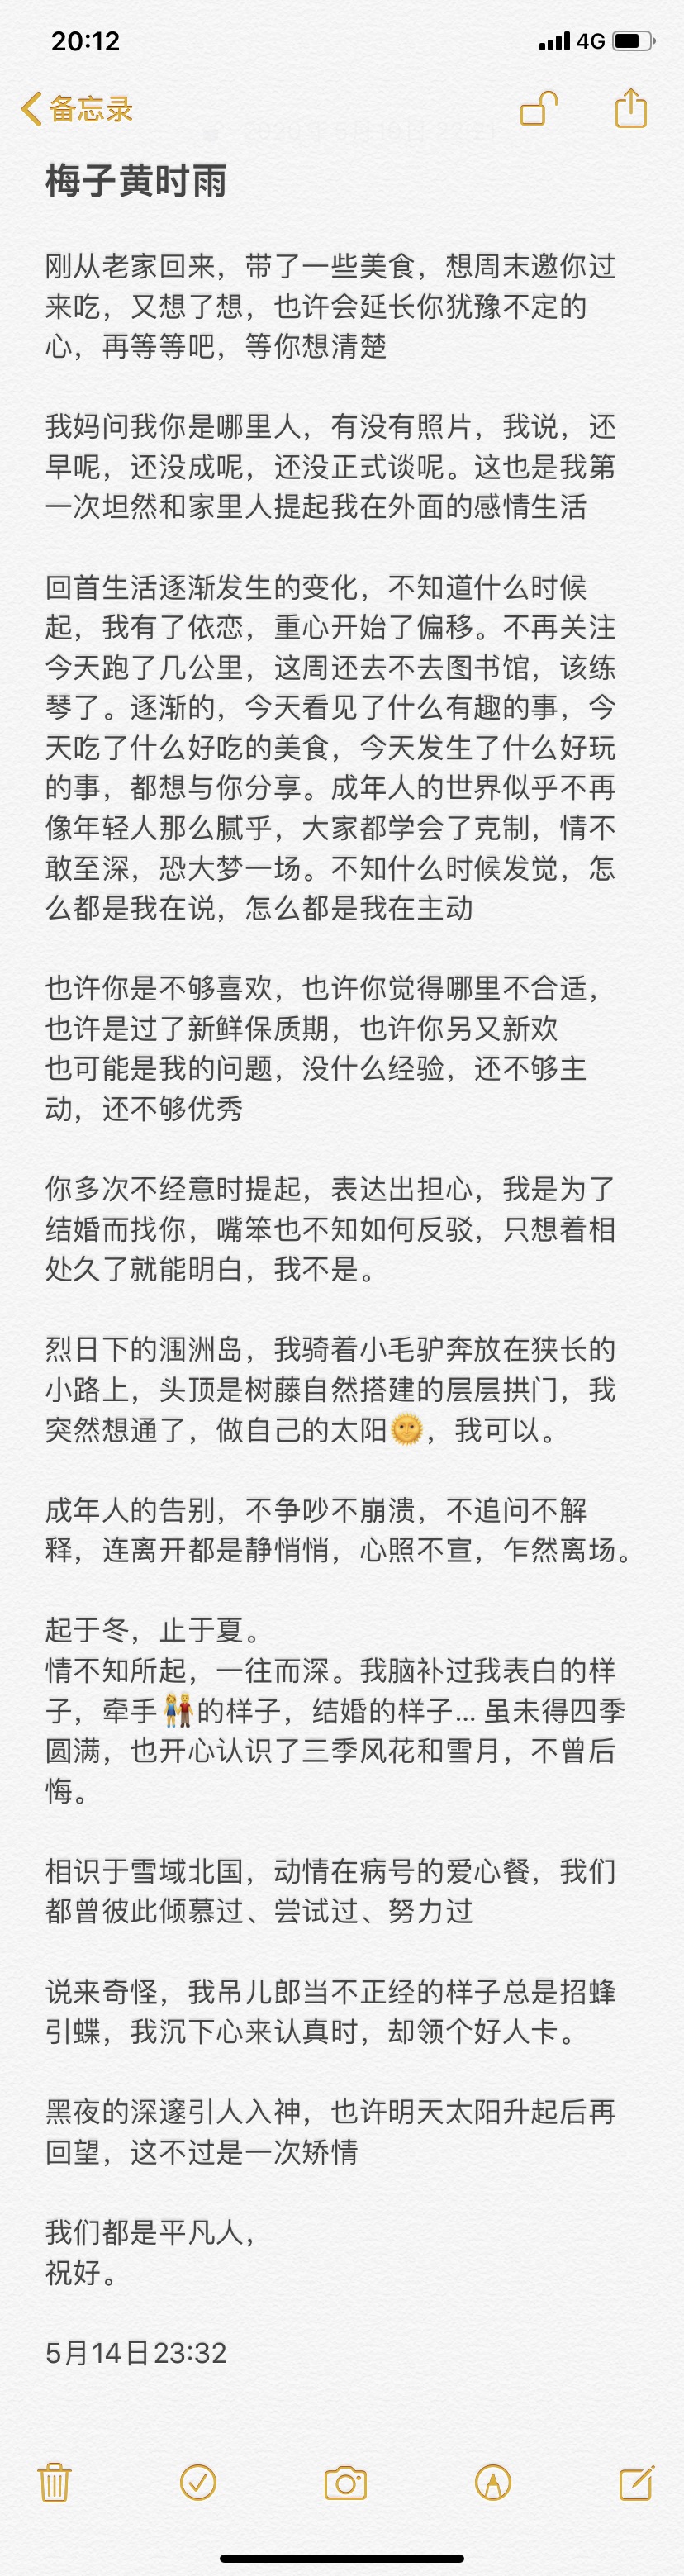 20:12
4G
备忘录
梅子黄时雨
刚从老家回来，带了一些美食，想周末邀你过
来吃，又想了想，也许会延长你犹豫不定的
心，再等等吧，等你想清楚
我妈问我你是哪里人，有没有照片，我说，还
早呢，还没成呢，还没正式谈呢。这也是我第
一次坦然和家里人提起我在外面的感情生活
回首生活逐渐发生的变化，不知道什么时候
起，我有了依恋，重心开始了偏移。不再关注
今天跑了几公里，这周还去不去图书馆，该练
琴了。逐渐的，今天看见了什么有趣的事，今
天吃了什么好吃的美食，今天发生了什么好玩
的事，都想与你分享。成年人的世界似乎不再
像年轻人那么腻乎，大家都学会了克制，情不
敢至深，恐大梦一场。不知什么时候发觉，怎
么都是我在说，怎么都是我在主动
也许你是不够喜欢，也许你觉得哪里不合适，
也许是过了新鲜保质期，也许你另又新欢
也可能是我的问题，没什么经验，还不够主
动，还不够优秀
你多次不经意时提起，表达出担心，我是为了
结婚而找你，嘴笨也不知如何反驳，只想着相
处久了就能明白，我不是。
烈日下的涠洲岛，我骑着小毛驴奔放在狭长的
小路上，头顶是树藤自然搭建的层层拱门，我
突然想通了，做自己的太阳🌞，我可以。
成年人的告别，不争吵不崩溃，不追问不解
释，连离开都是静悄悄，心照不宣，乍然离场。
起于冬，止于夏。
情不知所起，一往而深。我脑补过我表白的样
子，牵手👫的样子，结婚的样子... 虽未得四季
圆满，也开心认识了三季风花和雪月，不曾后
悔。
相识于雪域北国，动情在病号的爱心餐，我们
都曾彼此倾慕过、尝试过、努力过
说来奇怪，我吊儿郎当不正经的样子总是招蜂
引蝶，我沉下心来认真时，却领个好人卡。
黑夜的深邃引人入神，也许明天太阳升起后再
回望，这不过是一次矫情
我们都是平凡人，
祝好。
5月14日23:32